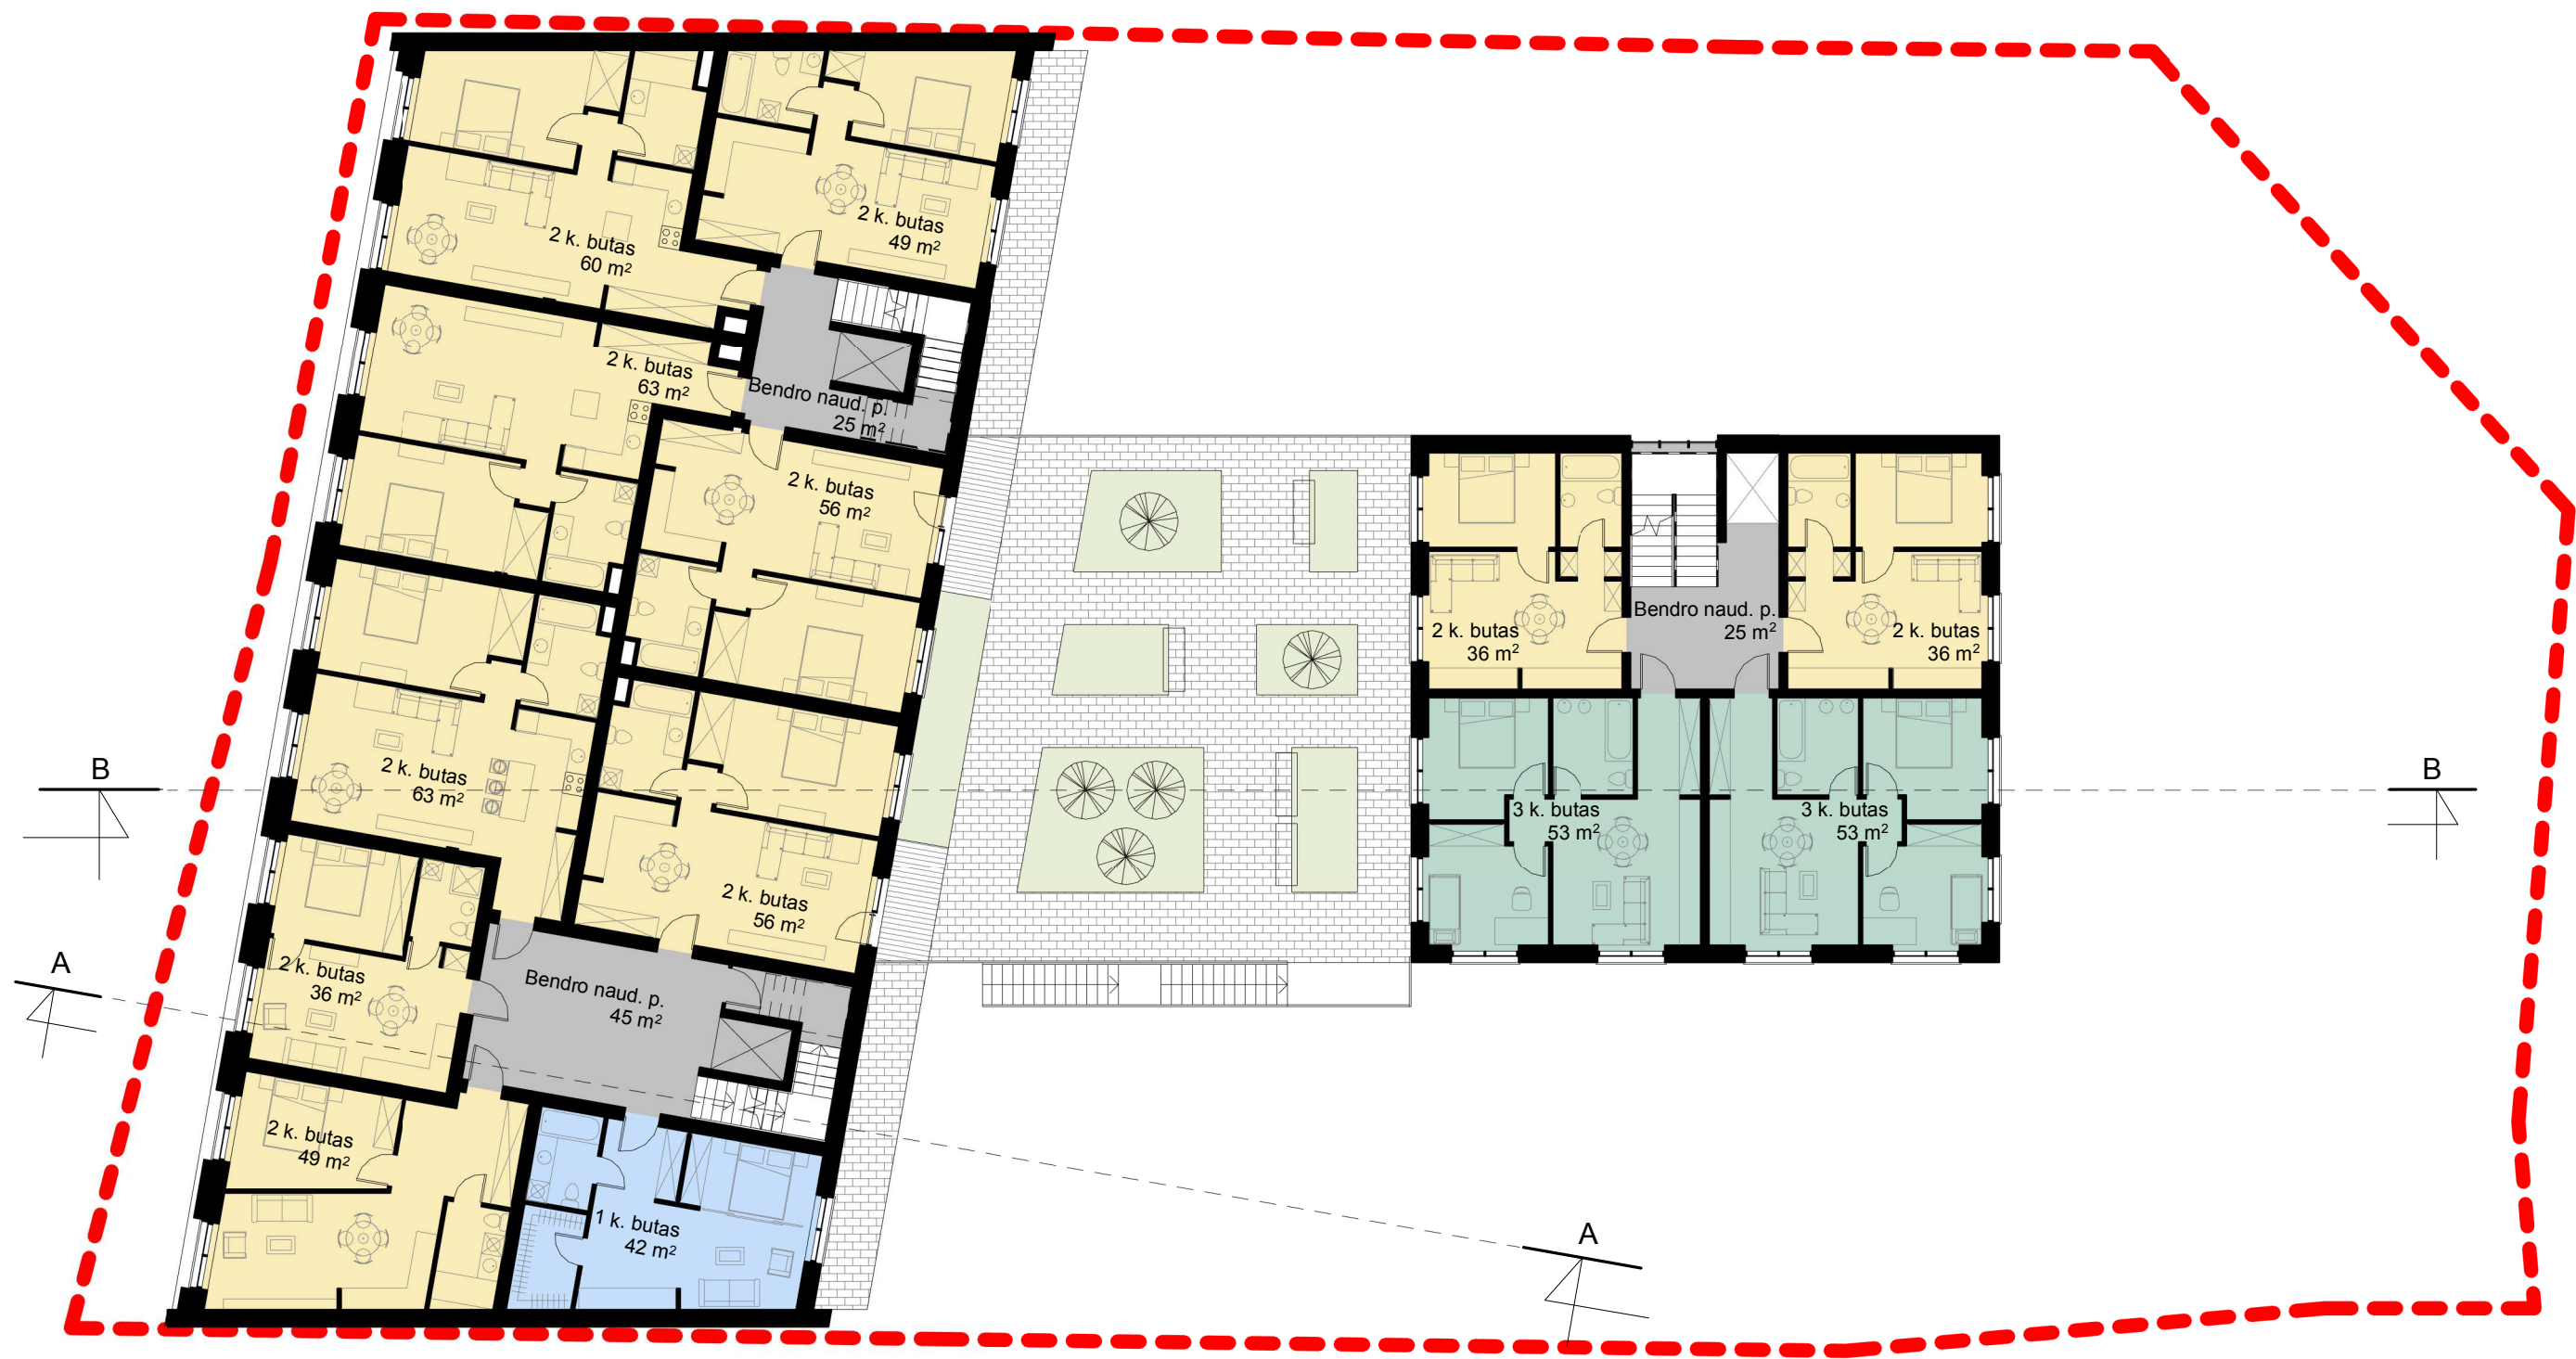 2 k. butas
49 m²
2 k. butas
60 m²
2 k. butas
63 m²
Bendro naud. p.
25 m²
2 k. butas
56 m²
Bendro naud. p.
25 m²
2 k. butas
36 m²
2 k. butas
36 m²
B
2 k. butas
63 m²
B
3 k. butas
53 m²
3 k. butas
53 m²
2 k. butas
56 m²
A
2 k. butas
36 m²
Bendro naud. p.
45 m²
2 k. butas
49 m²
1 k. butas
42 m²
A